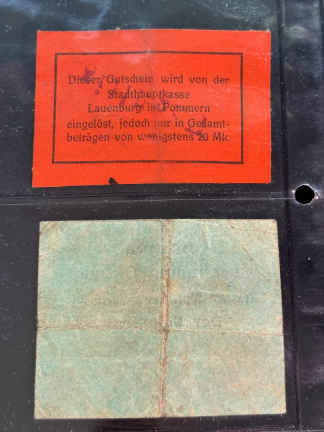 Dieser Gutschein wird von der
Stadthauptkasse
Lauenburg in Pommern
eingelöst, jedoch nur in Gesamt-
beträgen von wenigstens 20 Mk